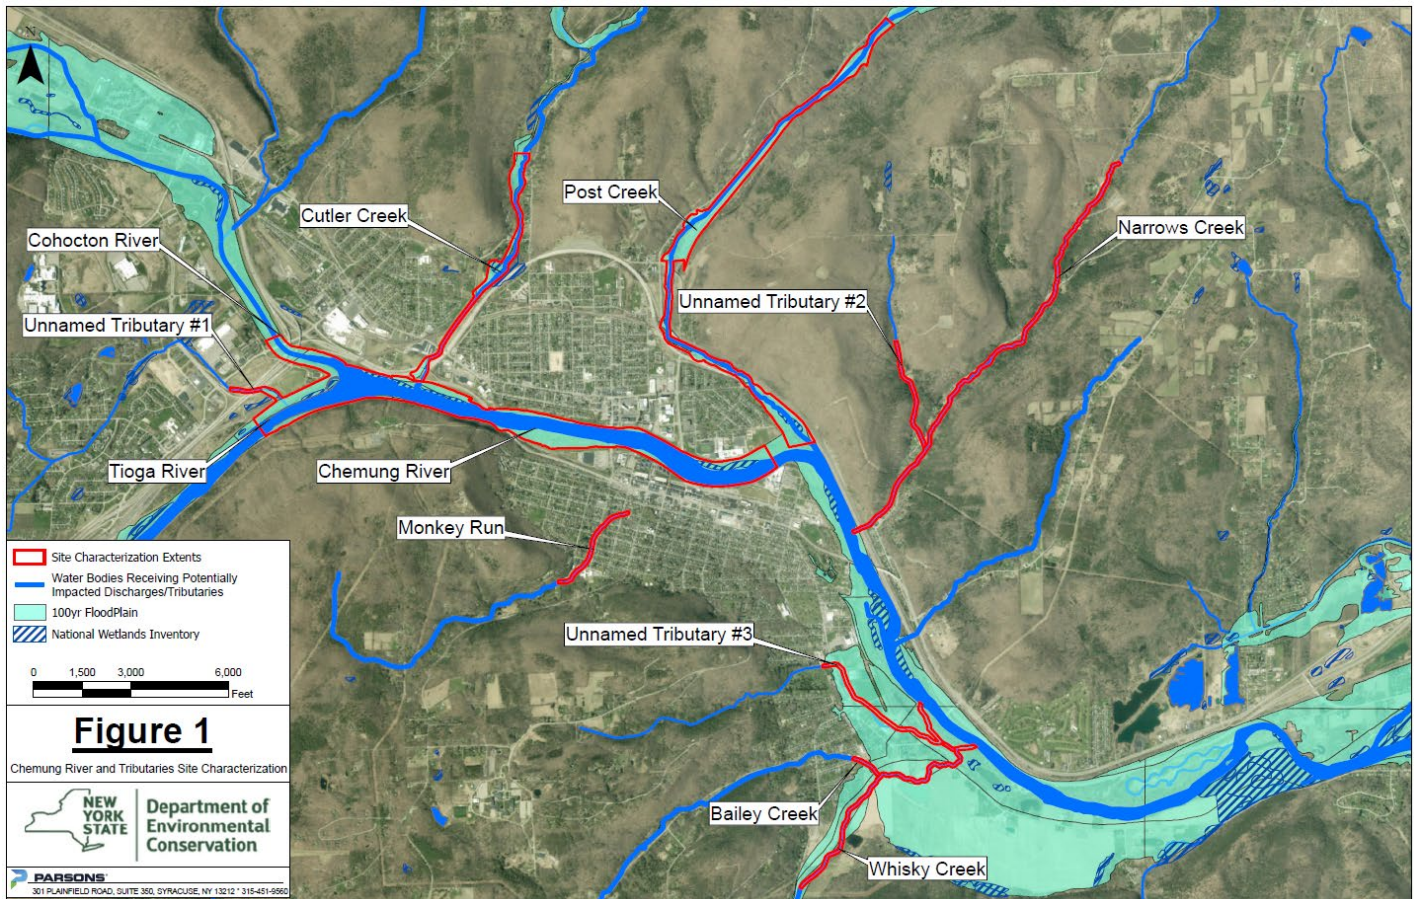 N
Post Creek
Cutler Creek
Narrows Creek
Cohocton River
Unnamed Tributary #2
Unnamed Tributary #1
Tioga River
Chemung River
Monkey Run
Unnamed Tributary #3
Bailey Creek
Whisky Creek
Site Characterization Extents
Water Bodies Receiving Potentially
Impacted Discharges/Tributaries
100yr FloodPlain
National Wetlands Inventory
0 1,500 3,000 6,000
Feet
Figure 1
Chemung River and Tributaries Site Characterization
NEW
YORK
STATE
Department of
Environmental
Conservation
PARSONS
301 PLAINFIELD ROAD, SUITE 350, SYRACUSE, NY 13212 * 315-451-9560